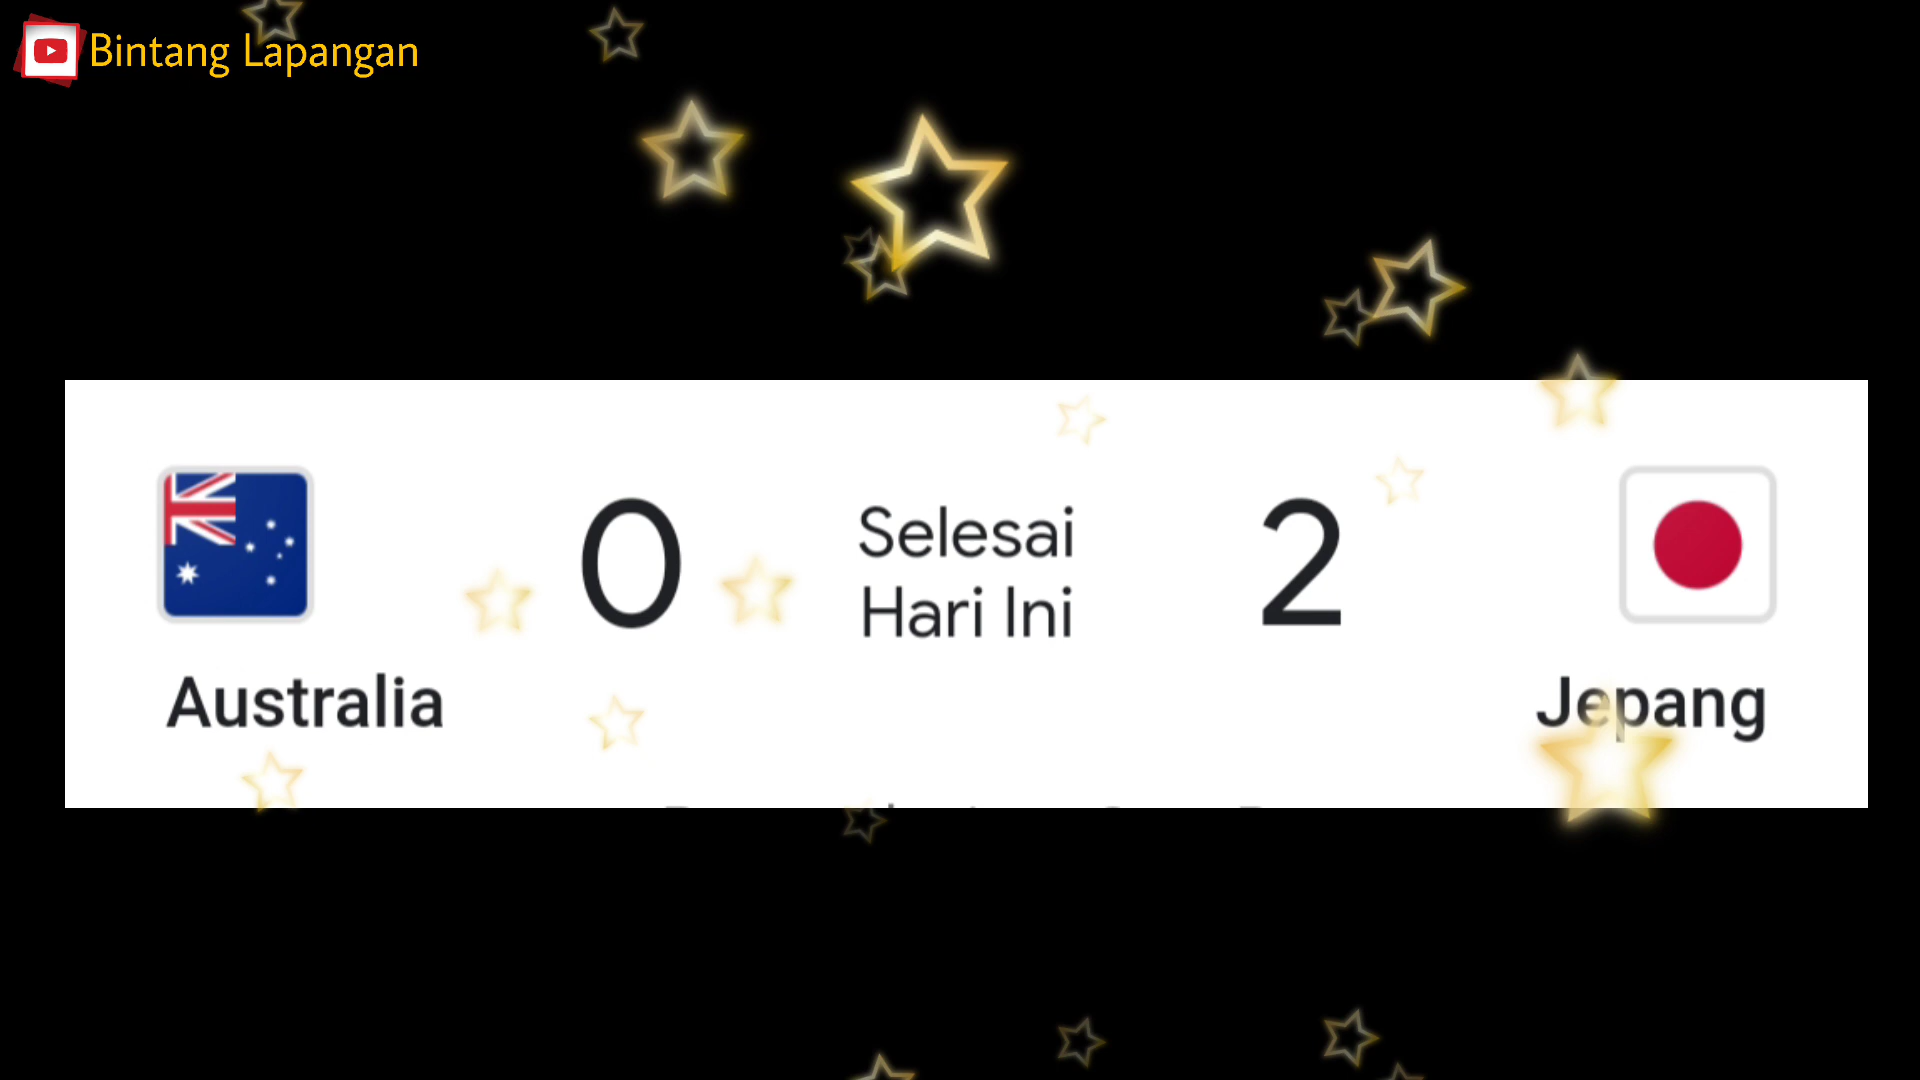 Bintang Lapangan
0
Selesai
Hari Ini
2
Australia
Jepang